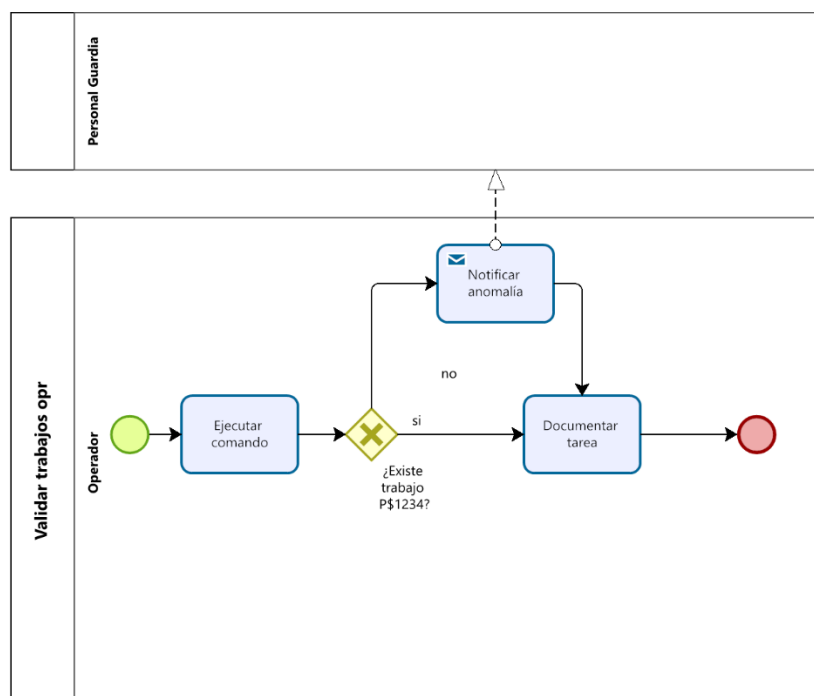 Personal Guardia
Validar trabajos opr
Operador
Notificar
anomalía
no
Ejecutar
comando
si
Documentar
tarea
¿Existe
trabajo
P$1234?